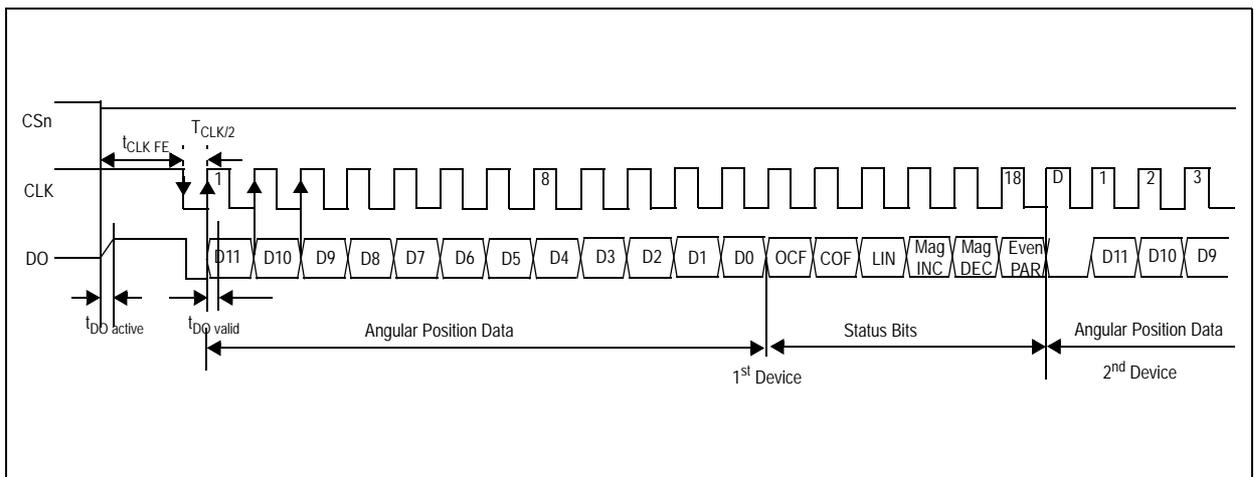 CSn
tCLK FE
TCLK/2
CLK
1
8
18
D
1
2
3
DO
D11
D10
D9
D8
D7
D6
D5
D4
D3
D2
D1
D0
OCF
COF
LIN
Mag
INC
Mag
DEC
Even
PAR
D11
D10
D9
tDO active
tDO valid
Angular Position Data
Status Bits
Angular Position Data
1st Device
2nd Device